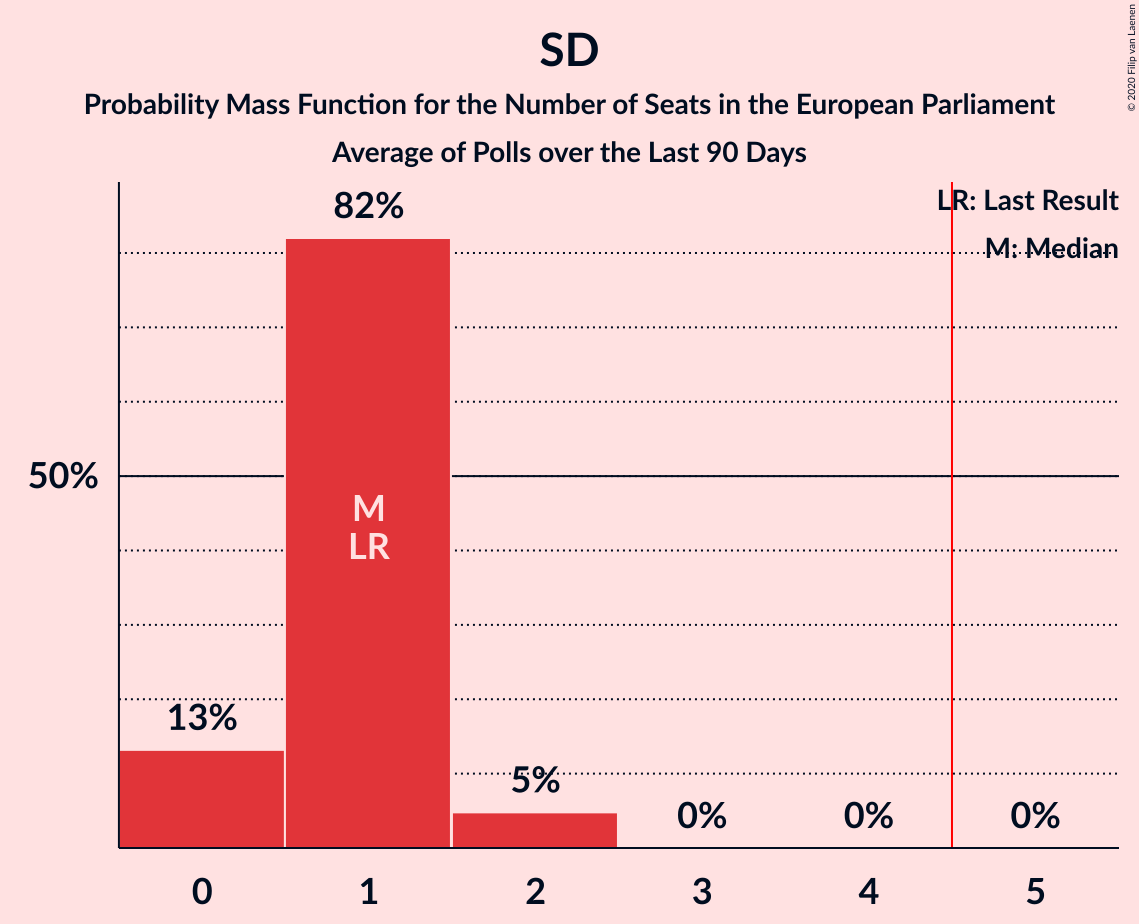 SD
Probability Mass Function for the Number of Seats in the European Parliament
Average of Polls over the Last 90 Days
© 2020 Filip van Laenen
LR: Last Result
M: Median
82%
50%
M
LR
13%
5%
0%
0%
0%
0
1
2
3
4
5